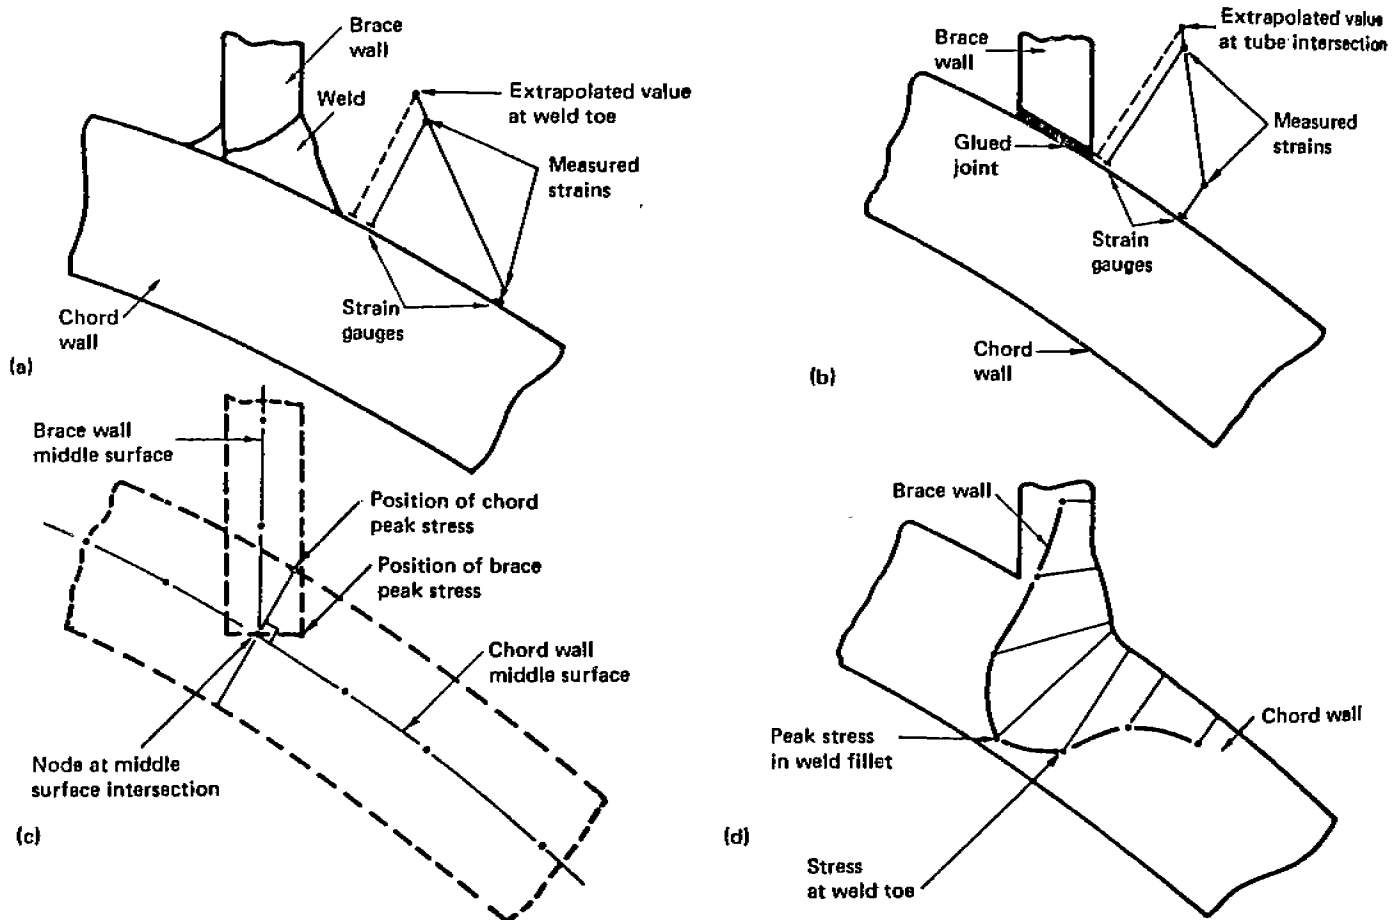 Brace
wall
Weld
Extrapolated value
at weld toe
Measured
strains
Strain
gauges
Chord
wall
(a)
Extrapolated value
at tube intersection
Brace
wall
Glued
joint
Measured
strains
Strain
gauges
Chord
wall
(b)
Brace wall
middle surface
Position of chord
peak stress
Position of brace
peak stress
Chord wall
middle surface
Node at middle
surface intersection
(c)
Brace wall
Chord wall
Peak stress
in weld fillet
Stress
at weld toe
(d)